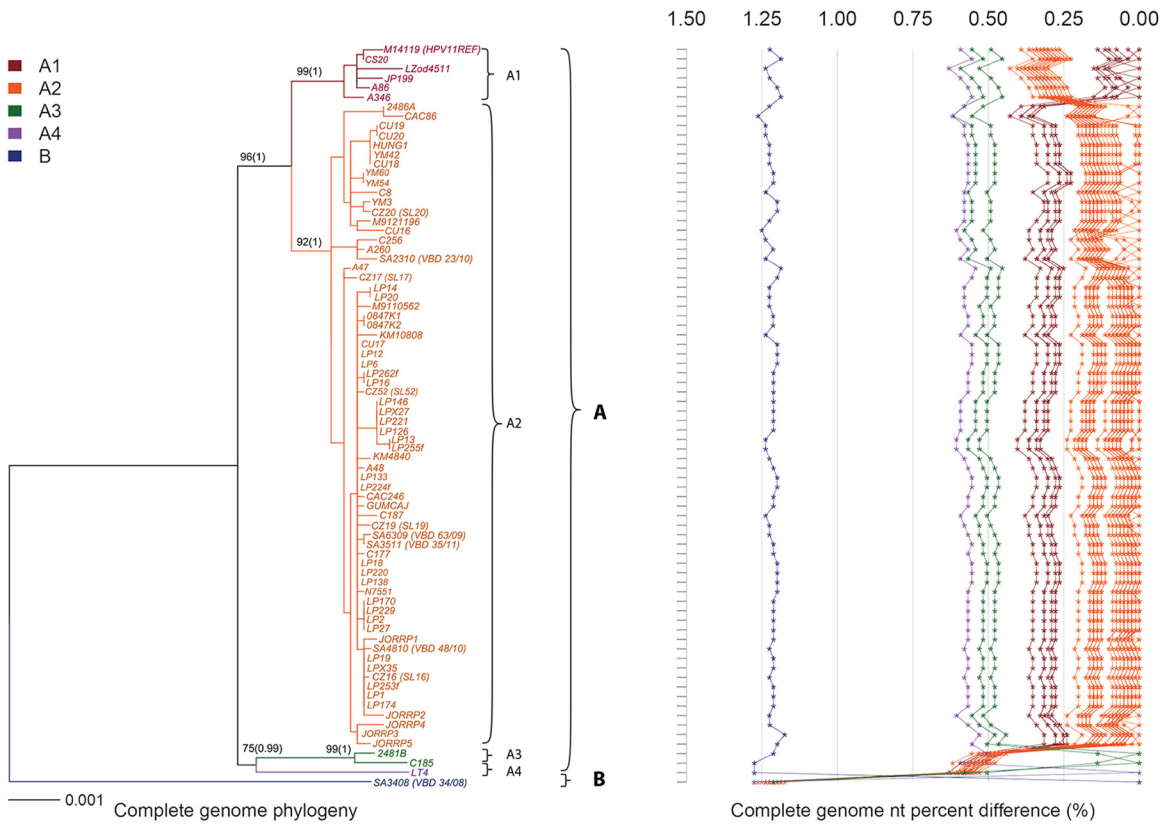 1.50 1.25 1.00 0.75 0.50 0.25 0.00
A1
A2
A3
A4
B
M14119 (HPV11REF)
CS20
LZod4511
JP199
A86
A346
2486A
CAC86
CU19
CU20
HUNG1
YM42
CU18
YM60
YM54
C8
YM3
CZ20 (SL20)
M9121196
CU16
C256
A260
SA2310 (VBD 23/10)
A47
CZ17 (SL17)
LP14
LP20
M9110562
0847K1
0847K2
KM10808
CU17
LP12
LP6
LP262f
LP16
CZ52 (SL52)
LP146
LPX27
LP221
LP126
LP13
LP255f
KM4840
A48
LP133
LP224f
CAC246
GUMCAJ
C187
CZ19 (SL19)
SA6309 (VBD 63/09)
SA3511 (VBD 35/11)
C177
LP18
LP220
LP138
N7551
LP170
LP229
LP2
LP27
JORRP1
SA4810 (VBD 48/10)
LP19
LPX35
CZ16 (SL16)
LP253f
LP1
LP174
JORRP2
JORRP4
JORRP3
JORRP5
2481B
C185
LT4
SA3408 (VBD 34/08)
99(1)
96(1)
92(1)
75(0.99)
99(1)
A1
A2
A3
A4
A
B
0.001
Complete genome phylogeny
Complete genome nt percent difference (%)